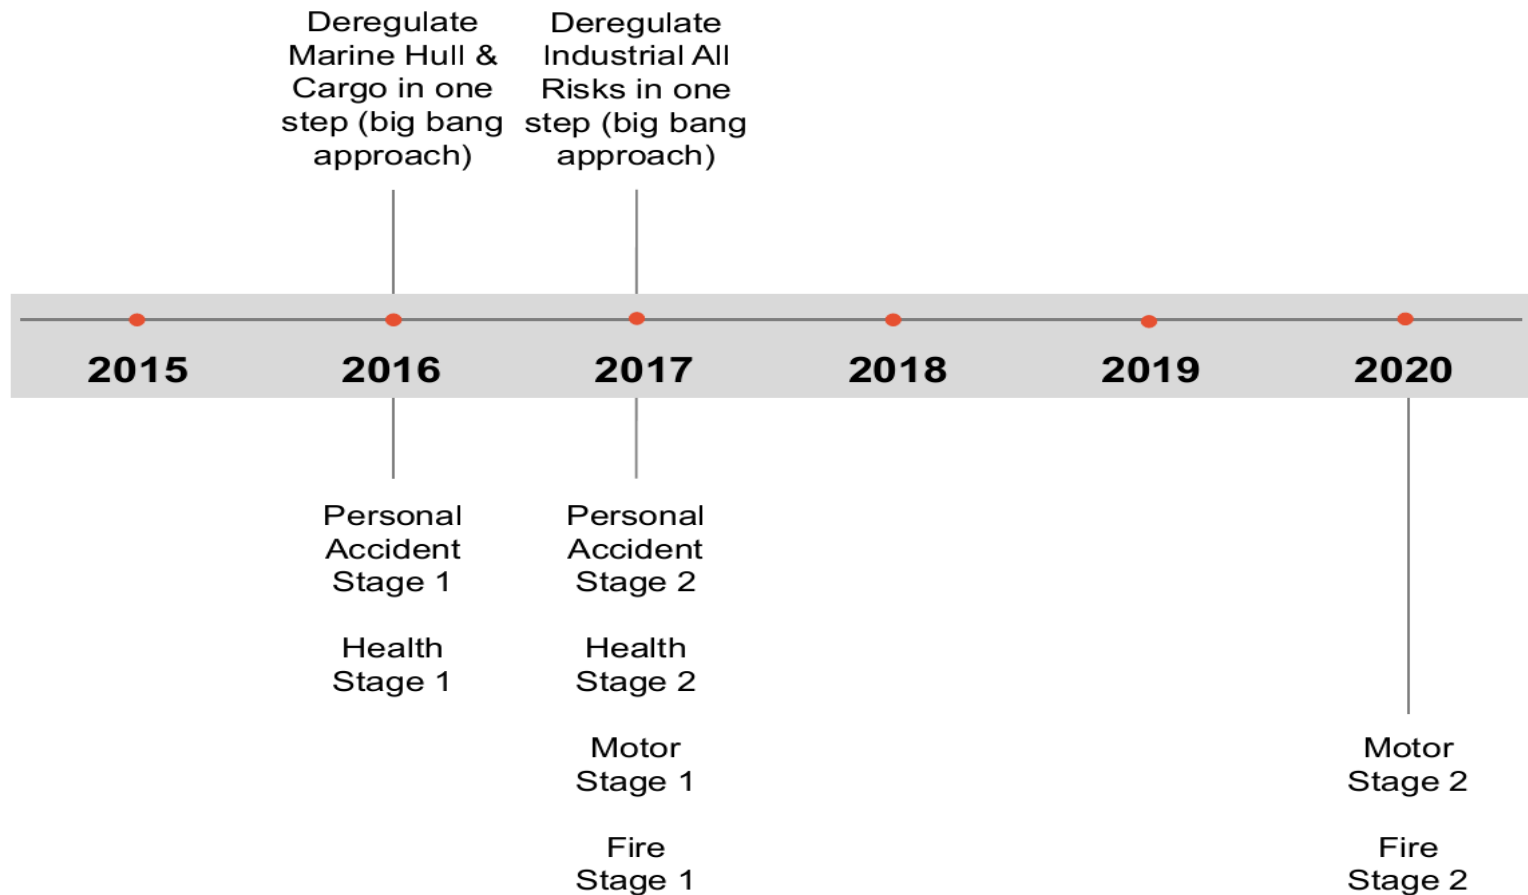 Deregulate
Marine Hull &
Cargo in one
step (big bang
approach)
Deregulate
Industrial All
Risks in one
step (big bang
approach)
2015
2016
2017
2018
2019
2020
Personal
Accident
Stage 1
Health
Stage 1
Personal
Accident
Stage 2
Health
Stage 2
Motor
Stage 1
Fire
Stage 1
Motor
Stage 2
Fire
Stage 2